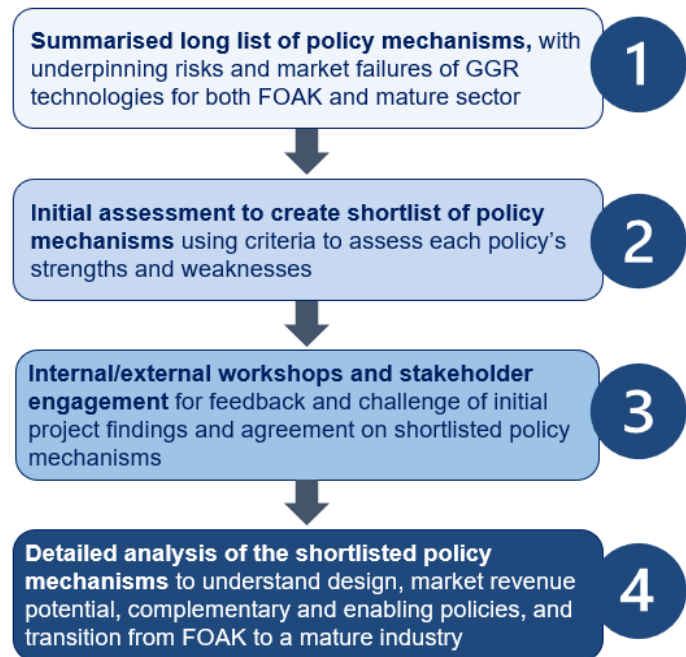 Summarised long list of policy mechanisms, with
underpinning risks and market failures of GGR
technologies for both FOAK and mature sector
1
Initial assessment to create shortlist of policy
mechanisms using criteria to assess each policy's
strengths and weaknesses
2
Internal/external workshops and stakeholder
engagement for feedback and challenge of initial
project findings and agreement on shortlisted policy
mechanisms
3
Detailed analysis of the shortlisted policy
mechanisms to understand design, market revenue
potential, complementary and enabling policies, and
transition from FOAK to a mature industry
4